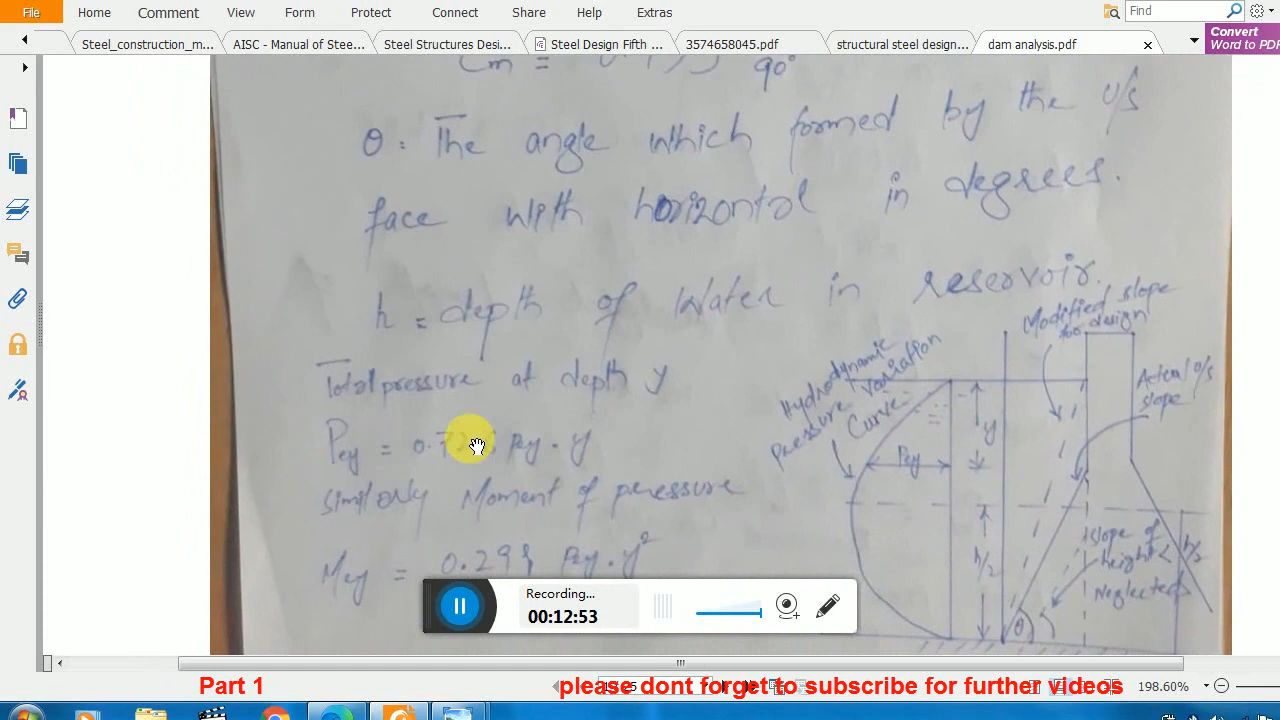 File Home Comment View Form Protect Connect Share Help Extras Find
Steel_construction_m... AISC - Manual of Stee... Steel Structures Desi... Steel Design Fifth ... 3574658045.pdf structural steel design... dam analysis.pdf
Convert
Word to PDF
Cm =
90°
θ : The angle which formed by the u/s
face with horizontal in degrees.
h = depth of Water in reservoir.
Total pressure at depth y
Pey = Pey . y
Moment of pressure
Mey = Pey . y²
Hydrodynamic
Pressure variation
Curve
Modified slope
for design
Actual u/s
slope
y
Pey
h/2
Slope of
height <
h/2
Neglected
θ
Recording...
00:12:53
Part 1
please dont forget to subscribe for further videos
198.60%